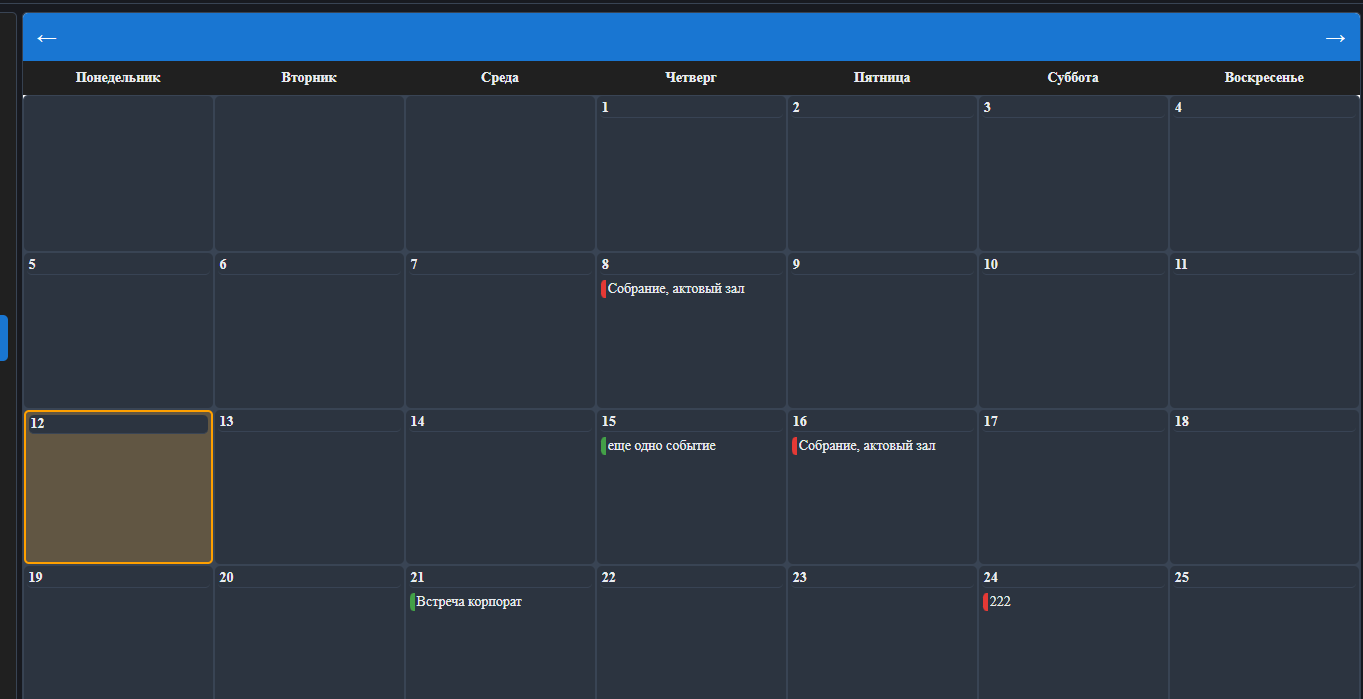 ← →
Понедельник Вторник Среда Четверг Пятница Суббота Воскресенье
1 2 3 4
5 6 7 8 9 10 11
Собрание, актовый зал
12 13 14 15 16 17 18
еще одно событие Собрание, актовый зал
19 20 21 22 23 24 25
Встреча корпорат 222